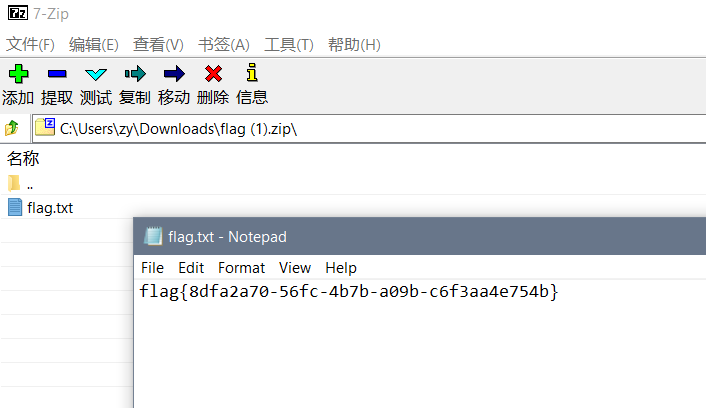 7-Zip
文件(F) 编辑(E) 查看(V) 书签(A) 工具(T) 帮助(H)
添加 提取 测试 复制 移动 删除 信息
C:\Users\zy\Downloads\flag (1).zip\
名称
..
flag.txt
flag.txt - Notepad
File Edit Format View Help
flag{8dfa2a70-56fc-4b7b-a09b-c6f3aa4e754b}